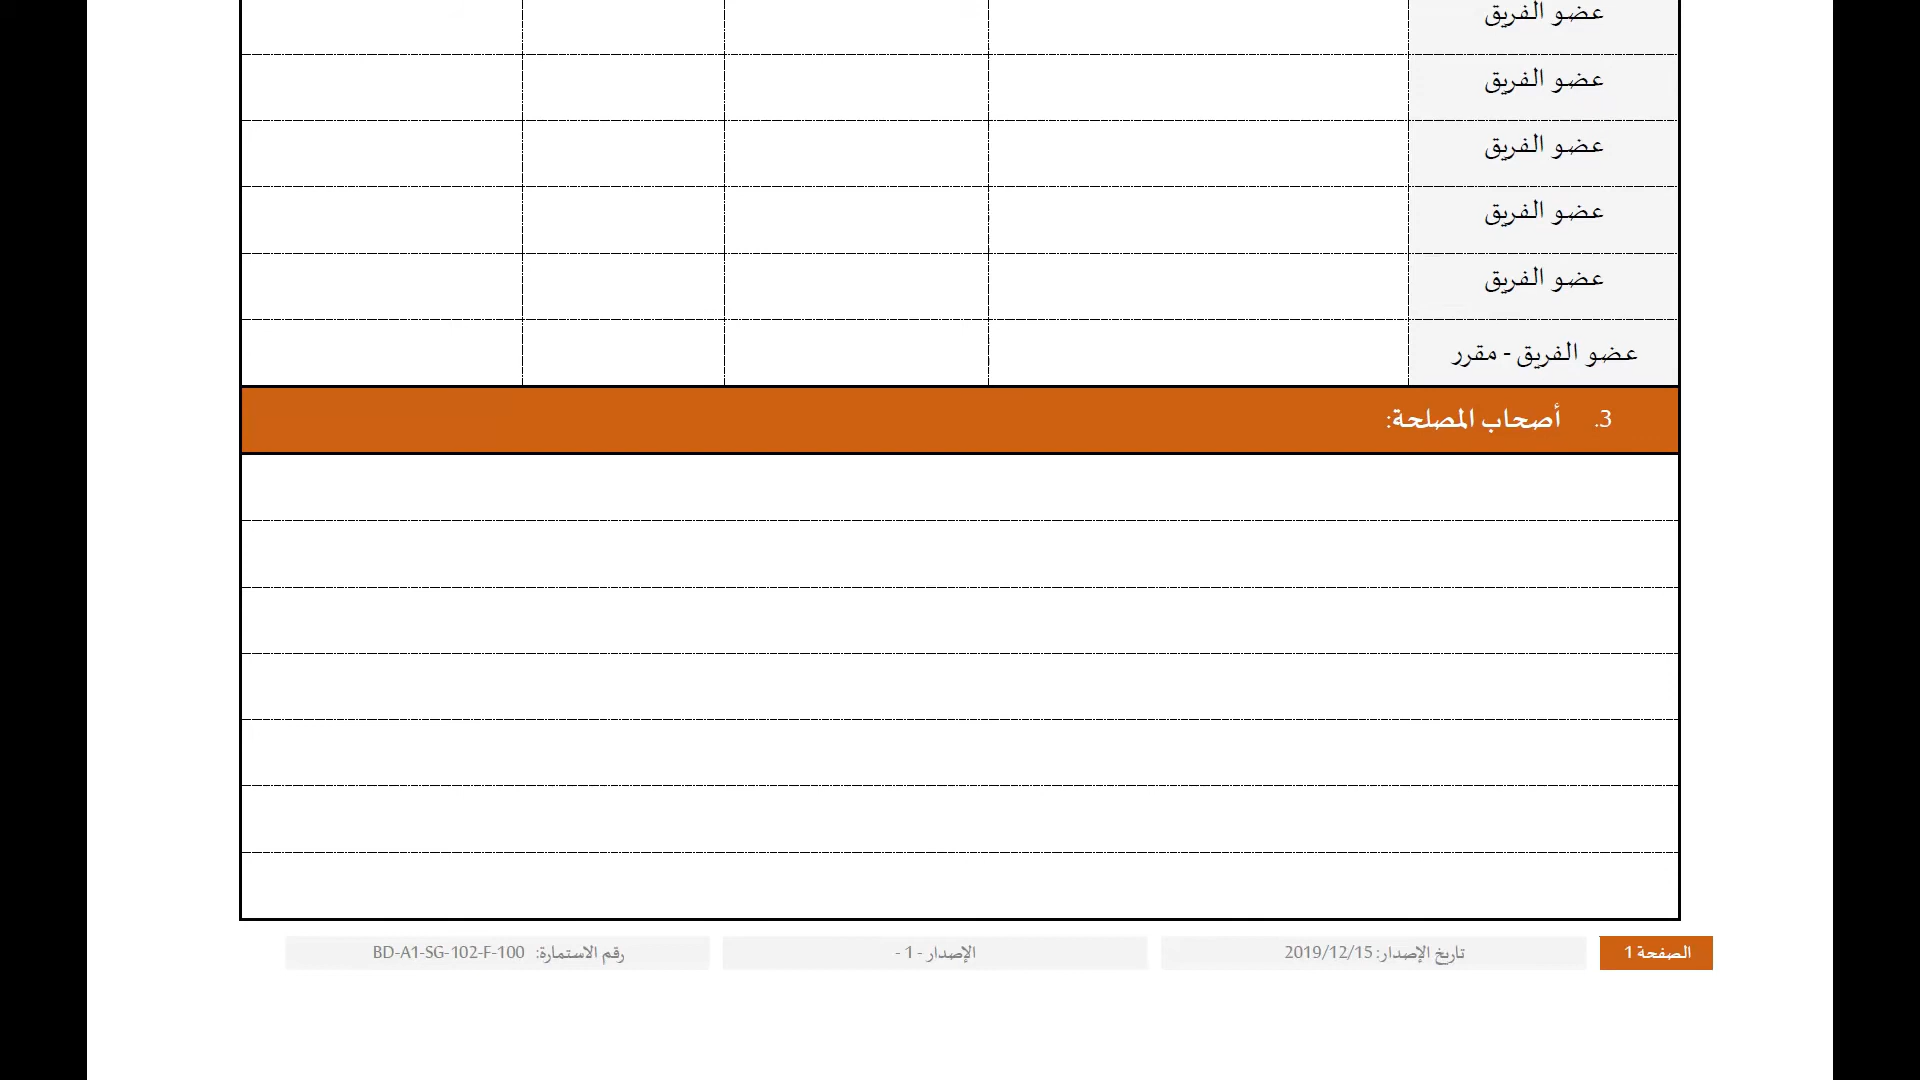 عضو الفريق
عضو الفريق
عضو الفريق
عضو الفريق
عضو الفريق
عضو الفريق - مقرر
3. أصحاب المصلحة:
الصفحة 1
تاريخ الإصدار: 2019/12/15
الإصدار - 1 -
رقم الاستمارة: BD-A1-SG-102-F-100